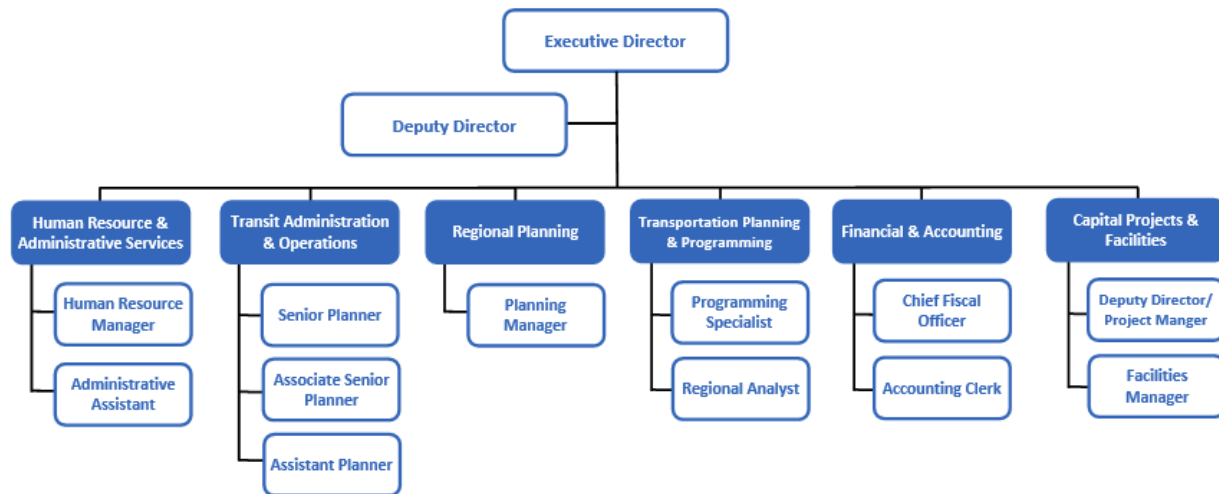 Executive Director
Deputy Director
Human Resource &
Administrative Services
Transit Administration
& Operations
Regional Planning
Transportation Planning
& Programming
Financial & Accounting
Capital Projects &
Facilities
Human Resource
Manager
Administrative
Assistant
Senior Planner
Associate Senior
Planner
Assistant Planner
Planning
Manager
Programming
Specialist
Regional Analyst
Chief Fiscal
Officer
Accounting Clerk
Deputy Director/
Project Manger
Facilities
Manager